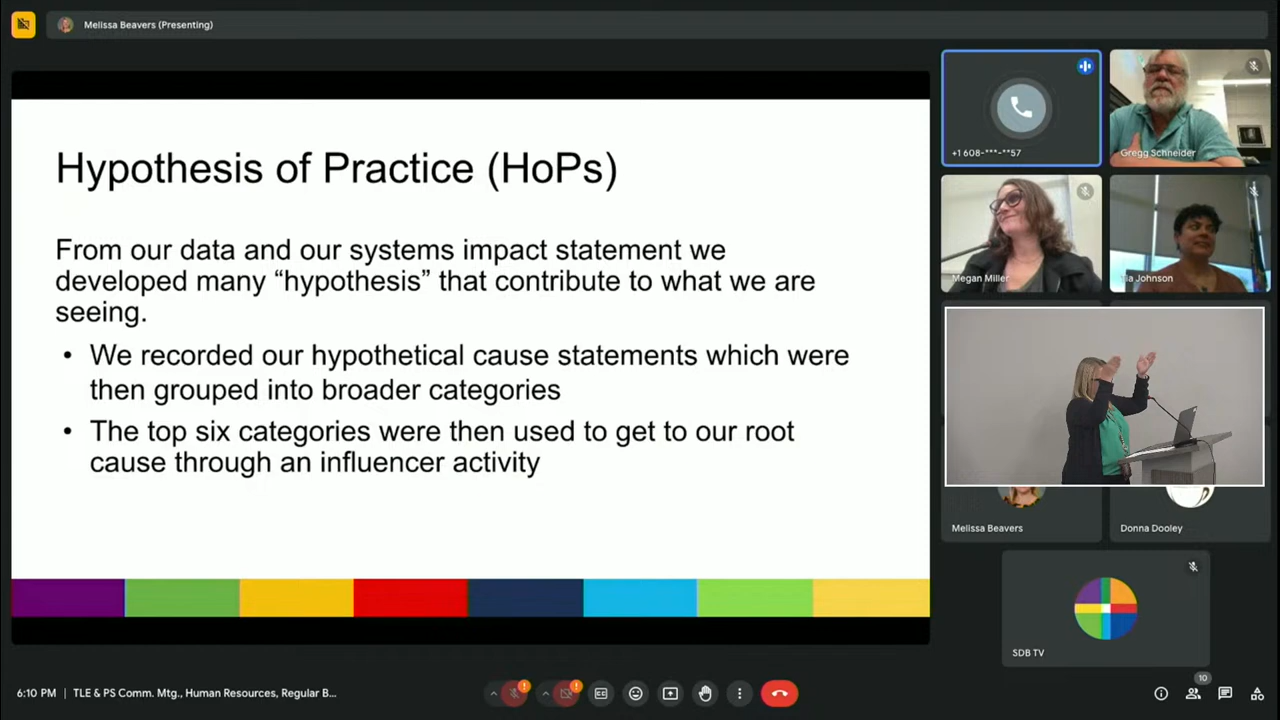 Melissa Beavers (Presenting)
Hypothesis of Practice (HoPs)
From our data and our systems impact statement we
developed many “hypothesis” that contribute to what we are
seeing.
• We recorded our hypothetical cause statements which were
then grouped into broader categories
• The top six categories were then used to get to our root
cause through an influencer activity
+1 608-***-**57
Gregg Schneider
Megan Miller
Johnson
Melissa Beavers
Donna Dooley
SDB TV
6:10 PM | TLE & PS Comm. Mtg., Human Resources, Regular B...
10